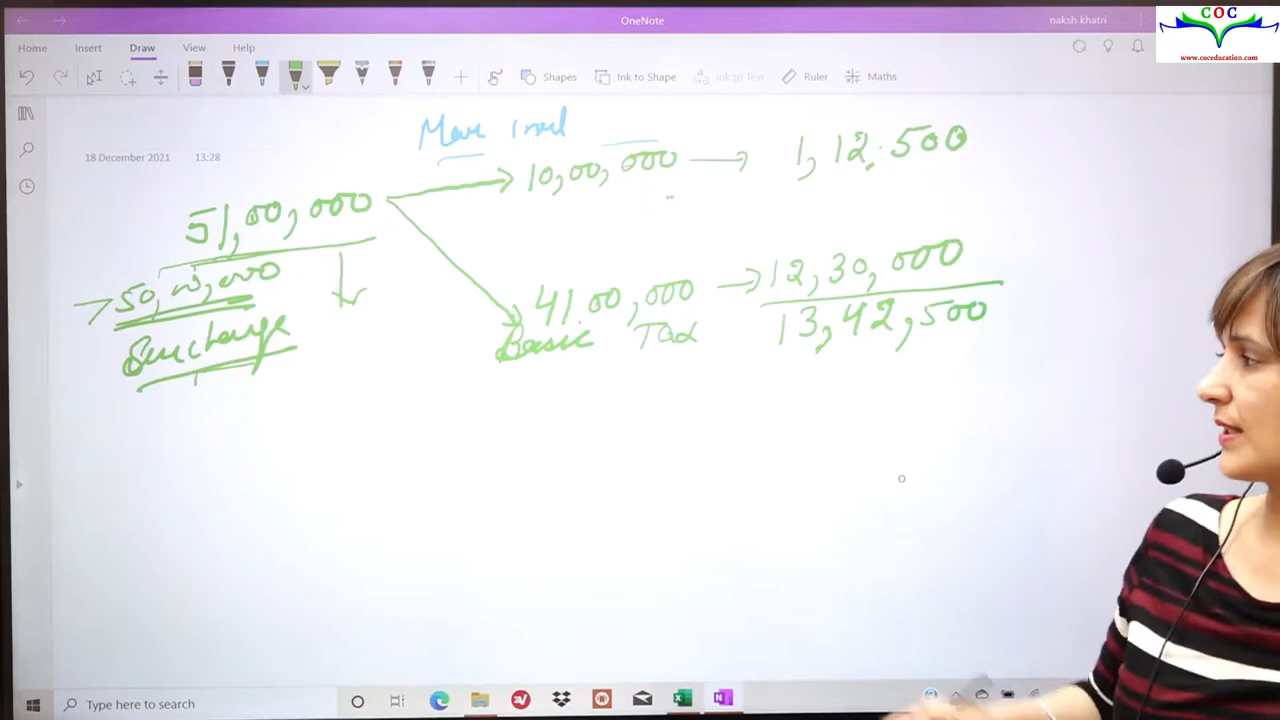 OneNote
naksh khatri
COC
www.coceducation.com
Home Insert Draw View Help
Shapes Ink to Shape Ink to Text Ruler Maths
18 December 2021 13:28
10,00,000 → 1,12,500
51,00,000
50,00,000
Surcharge
41,00,000 → 12,30,000
Basic Tax 13,42,500
Type here to search